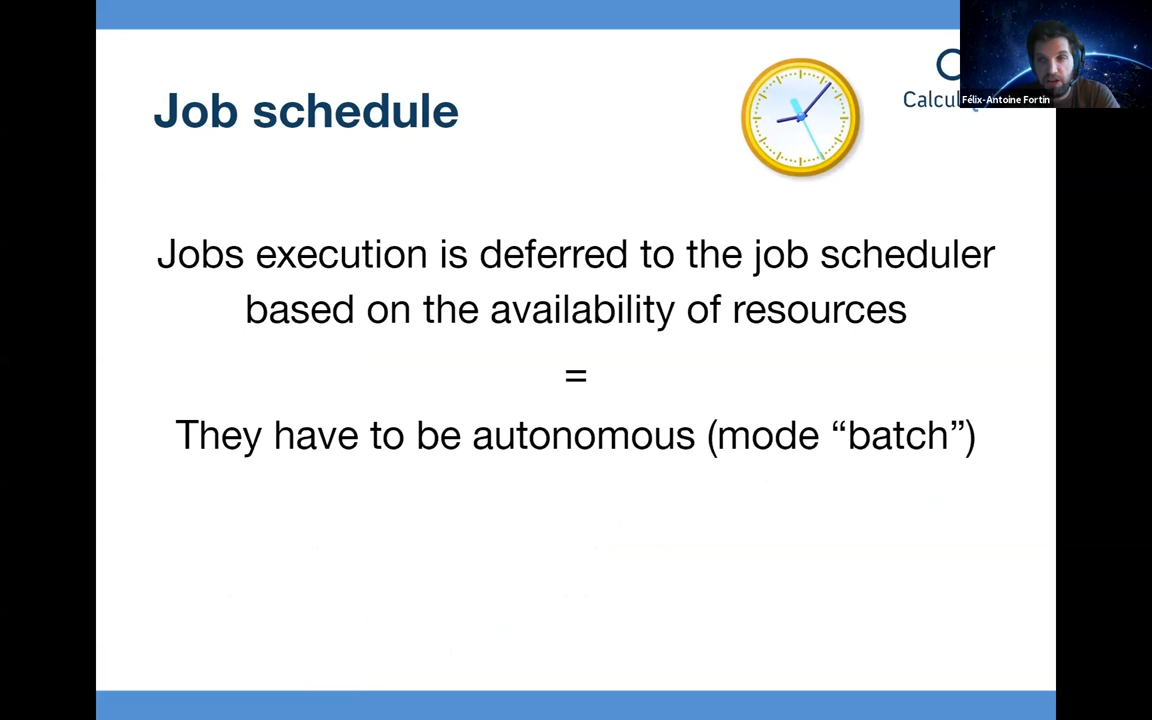 Job schedule
Félix-Antoine Fortin
Jobs execution is deferred to the job scheduler
based on the availability of resources
=
They have to be autonomous (mode “batch”)